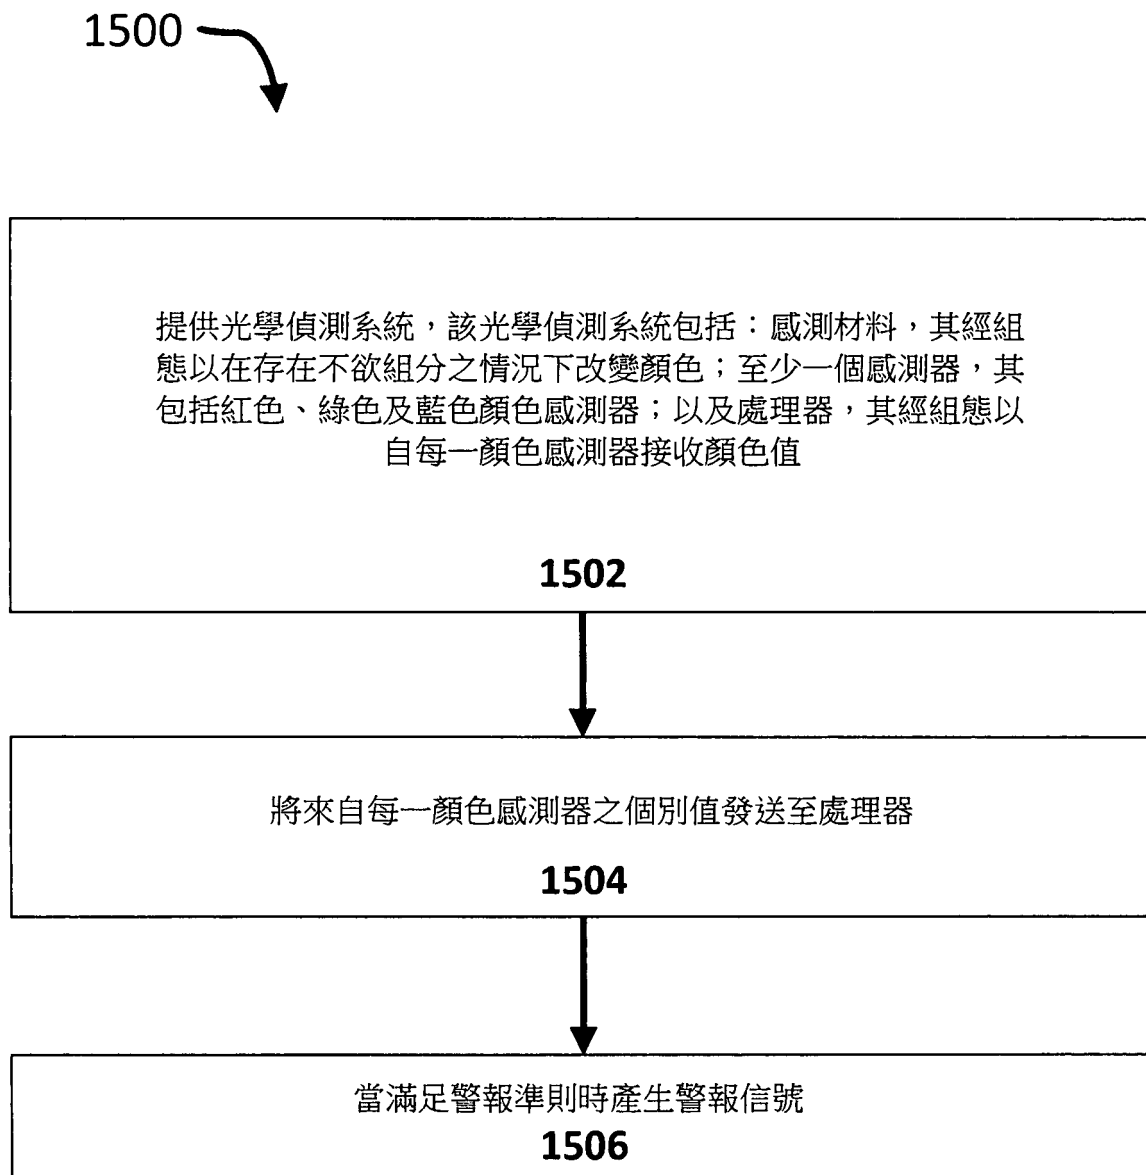 1500
提供光學偵測系統，該光學偵測系統包括：感測材料，其經組
態以在存在不欲組分之情況下改變顏色；至少一個感測器，其
包括紅色、綠色及藍色顏色感測器；以及處理器，其經組態以
自每一顏色感測器接收顏色值
1502
將來自每一顏色感測器之個別值發送至處理器
1504
當滿足警報準則時產生警報信號
1506